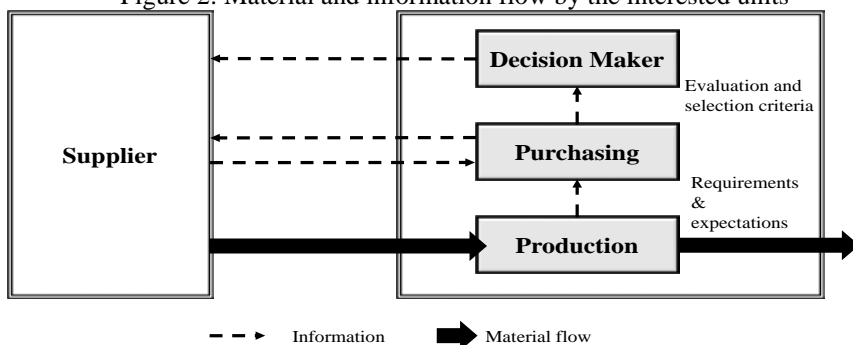 Figure 2: Material and information flow by the interested units
Decision Maker
Evaluation and
selection criteria
Supplier
Purchasing
Requirements
&
expectations
Production
Information
Material flow